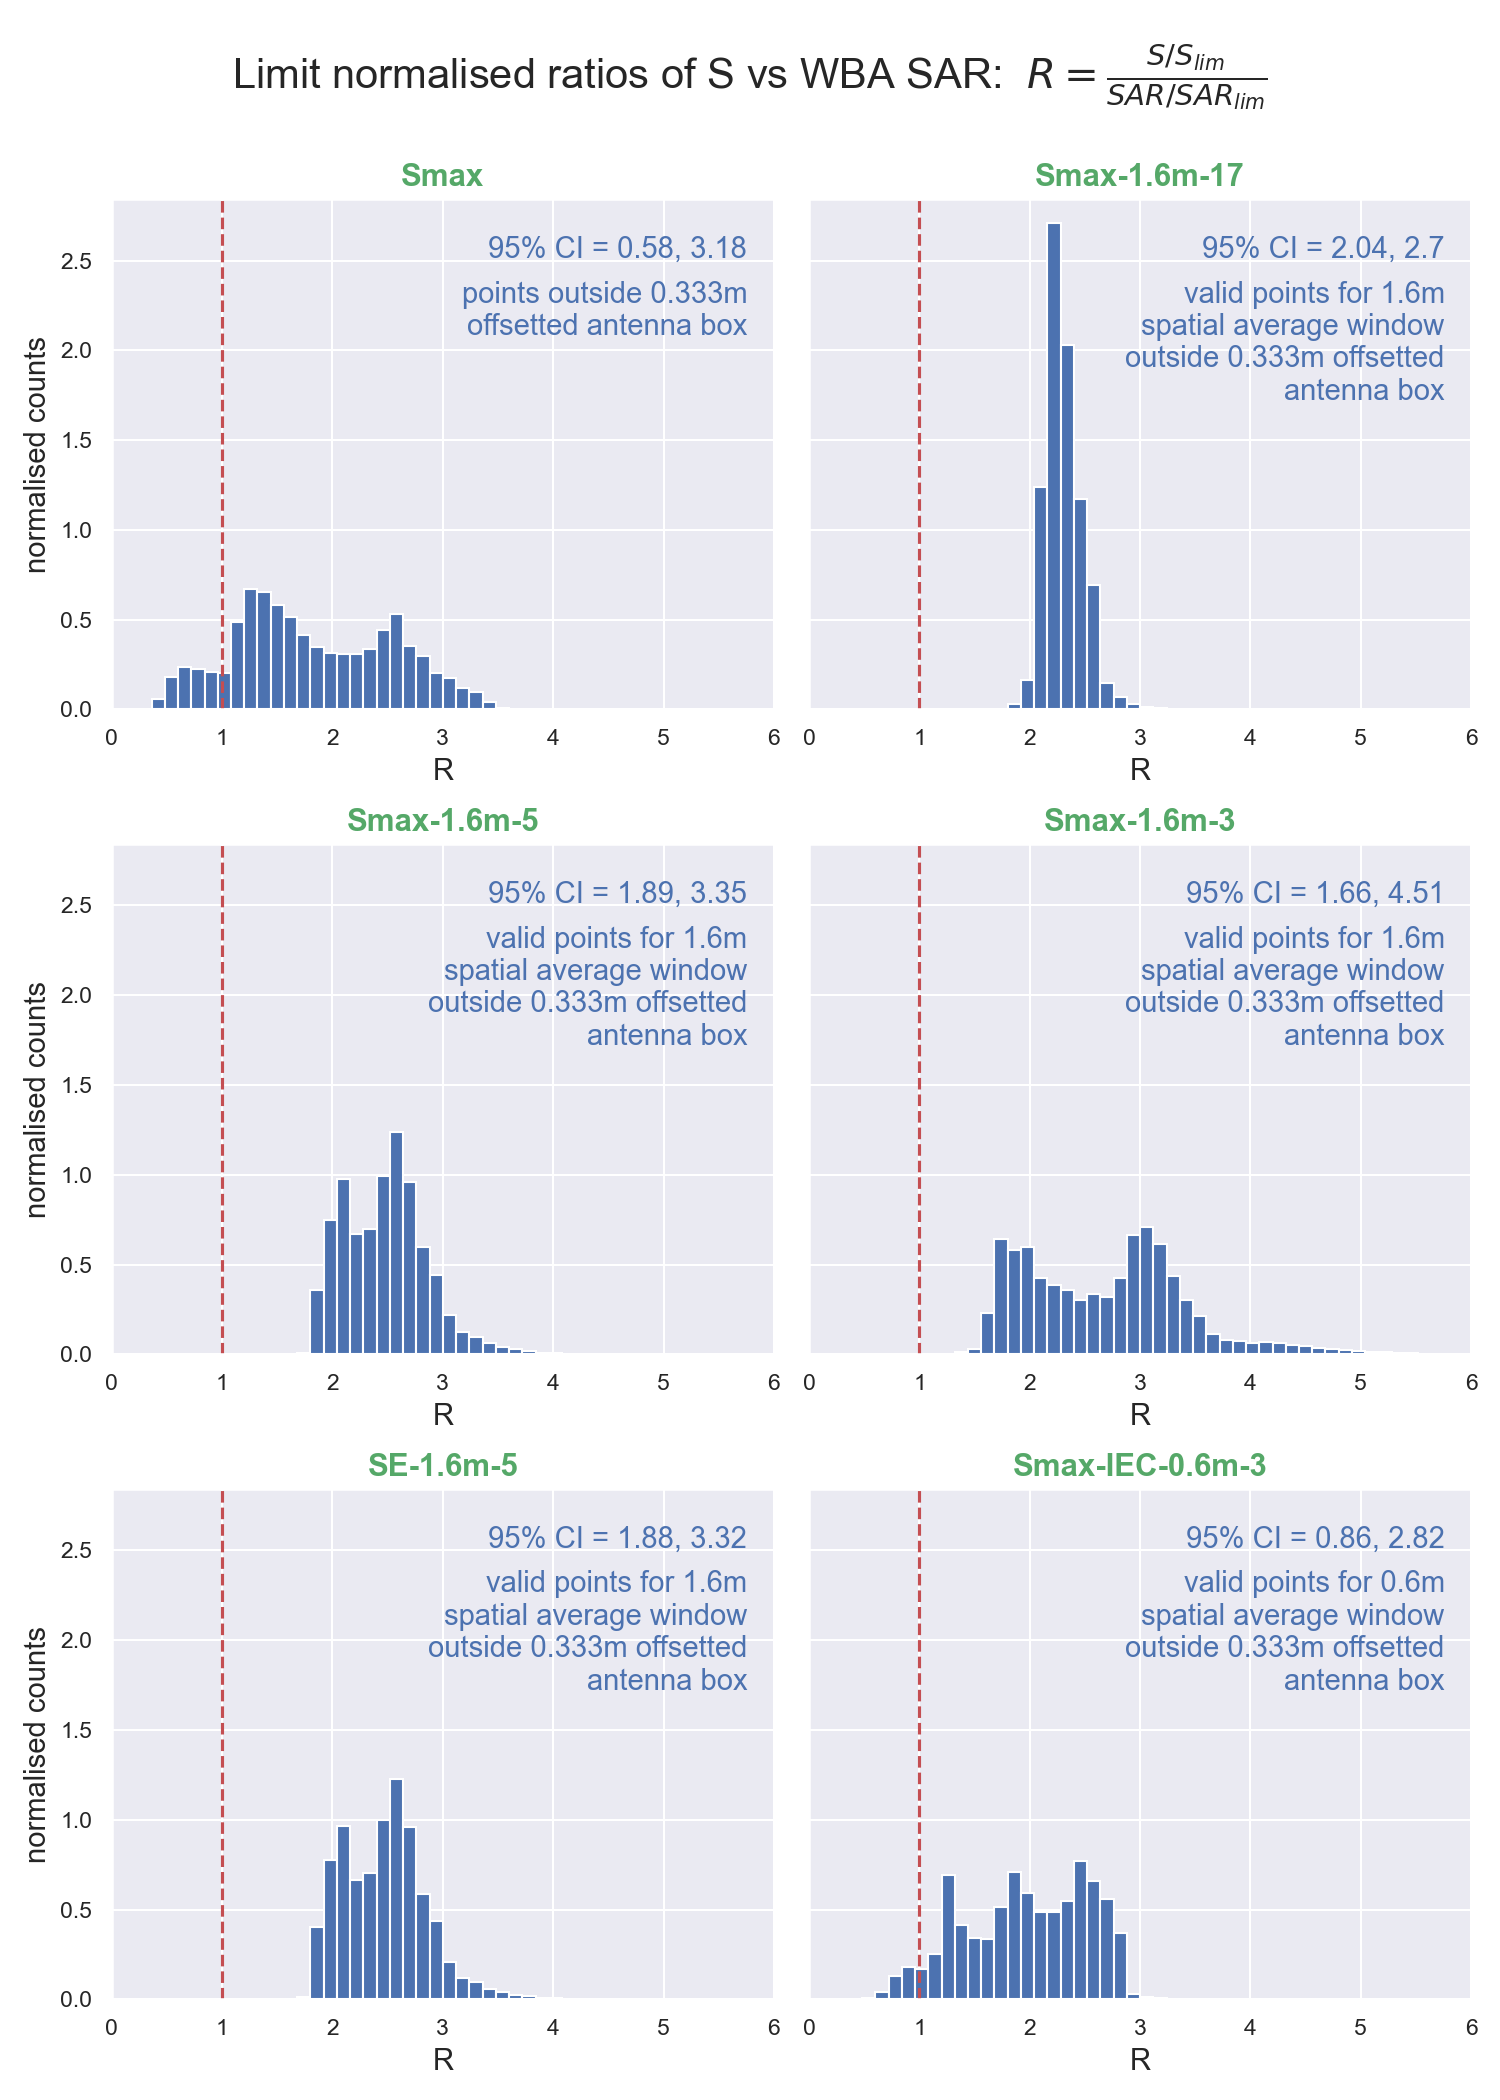 Limit normalised ratios of S vs WBA SAR: R = \frac{S/S_{lim}}{SAR/SAR_{lim}}
Smax
95% CI = 0.58, 3.18
points outside 0.333m
offsetted antenna box
normalised counts
2.5
2.0
1.5
1.0
0.5
0.0
0 1 2 3 4 5 6
R
Smax-1.6m-17
95% CI = 2.04, 2.7
valid points for 1.6m
spatial average window
outside 0.333m offsetted
antenna box
0 1 2 3 4 5 6
R
Smax-1.6m-5
95% CI = 1.89, 3.35
valid points for 1.6m
spatial average window
outside 0.333m offsetted
antenna box
normalised counts
2.5
2.0
1.5
1.0
0.5
0.0
0 1 2 3 4 5 6
R
Smax-1.6m-3
95% CI = 1.66, 4.51
valid points for 1.6m
spatial average window
outside 0.333m offsetted
antenna box
0 1 2 3 4 5 6
R
SE-1.6m-5
95% CI = 1.88, 3.32
valid points for 1.6m
spatial average window
outside 0.333m offsetted
antenna box
normalised counts
2.5
2.0
1.5
1.0
0.5
0.0
0 1 2 3 4 5 6
R
Smax-IEC-0.6m-3
95% CI = 0.86, 2.82
valid points for 0.6m
spatial average window
outside 0.333m offsetted
antenna box
0 1 2 3 4 5 6
R